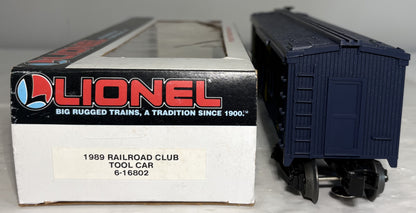 LIONEL
BIG RUGGED TRAINS, A TRADITION SINCE 1900.
1989 RAILROAD CLUB
TOOL CAR
6-16802